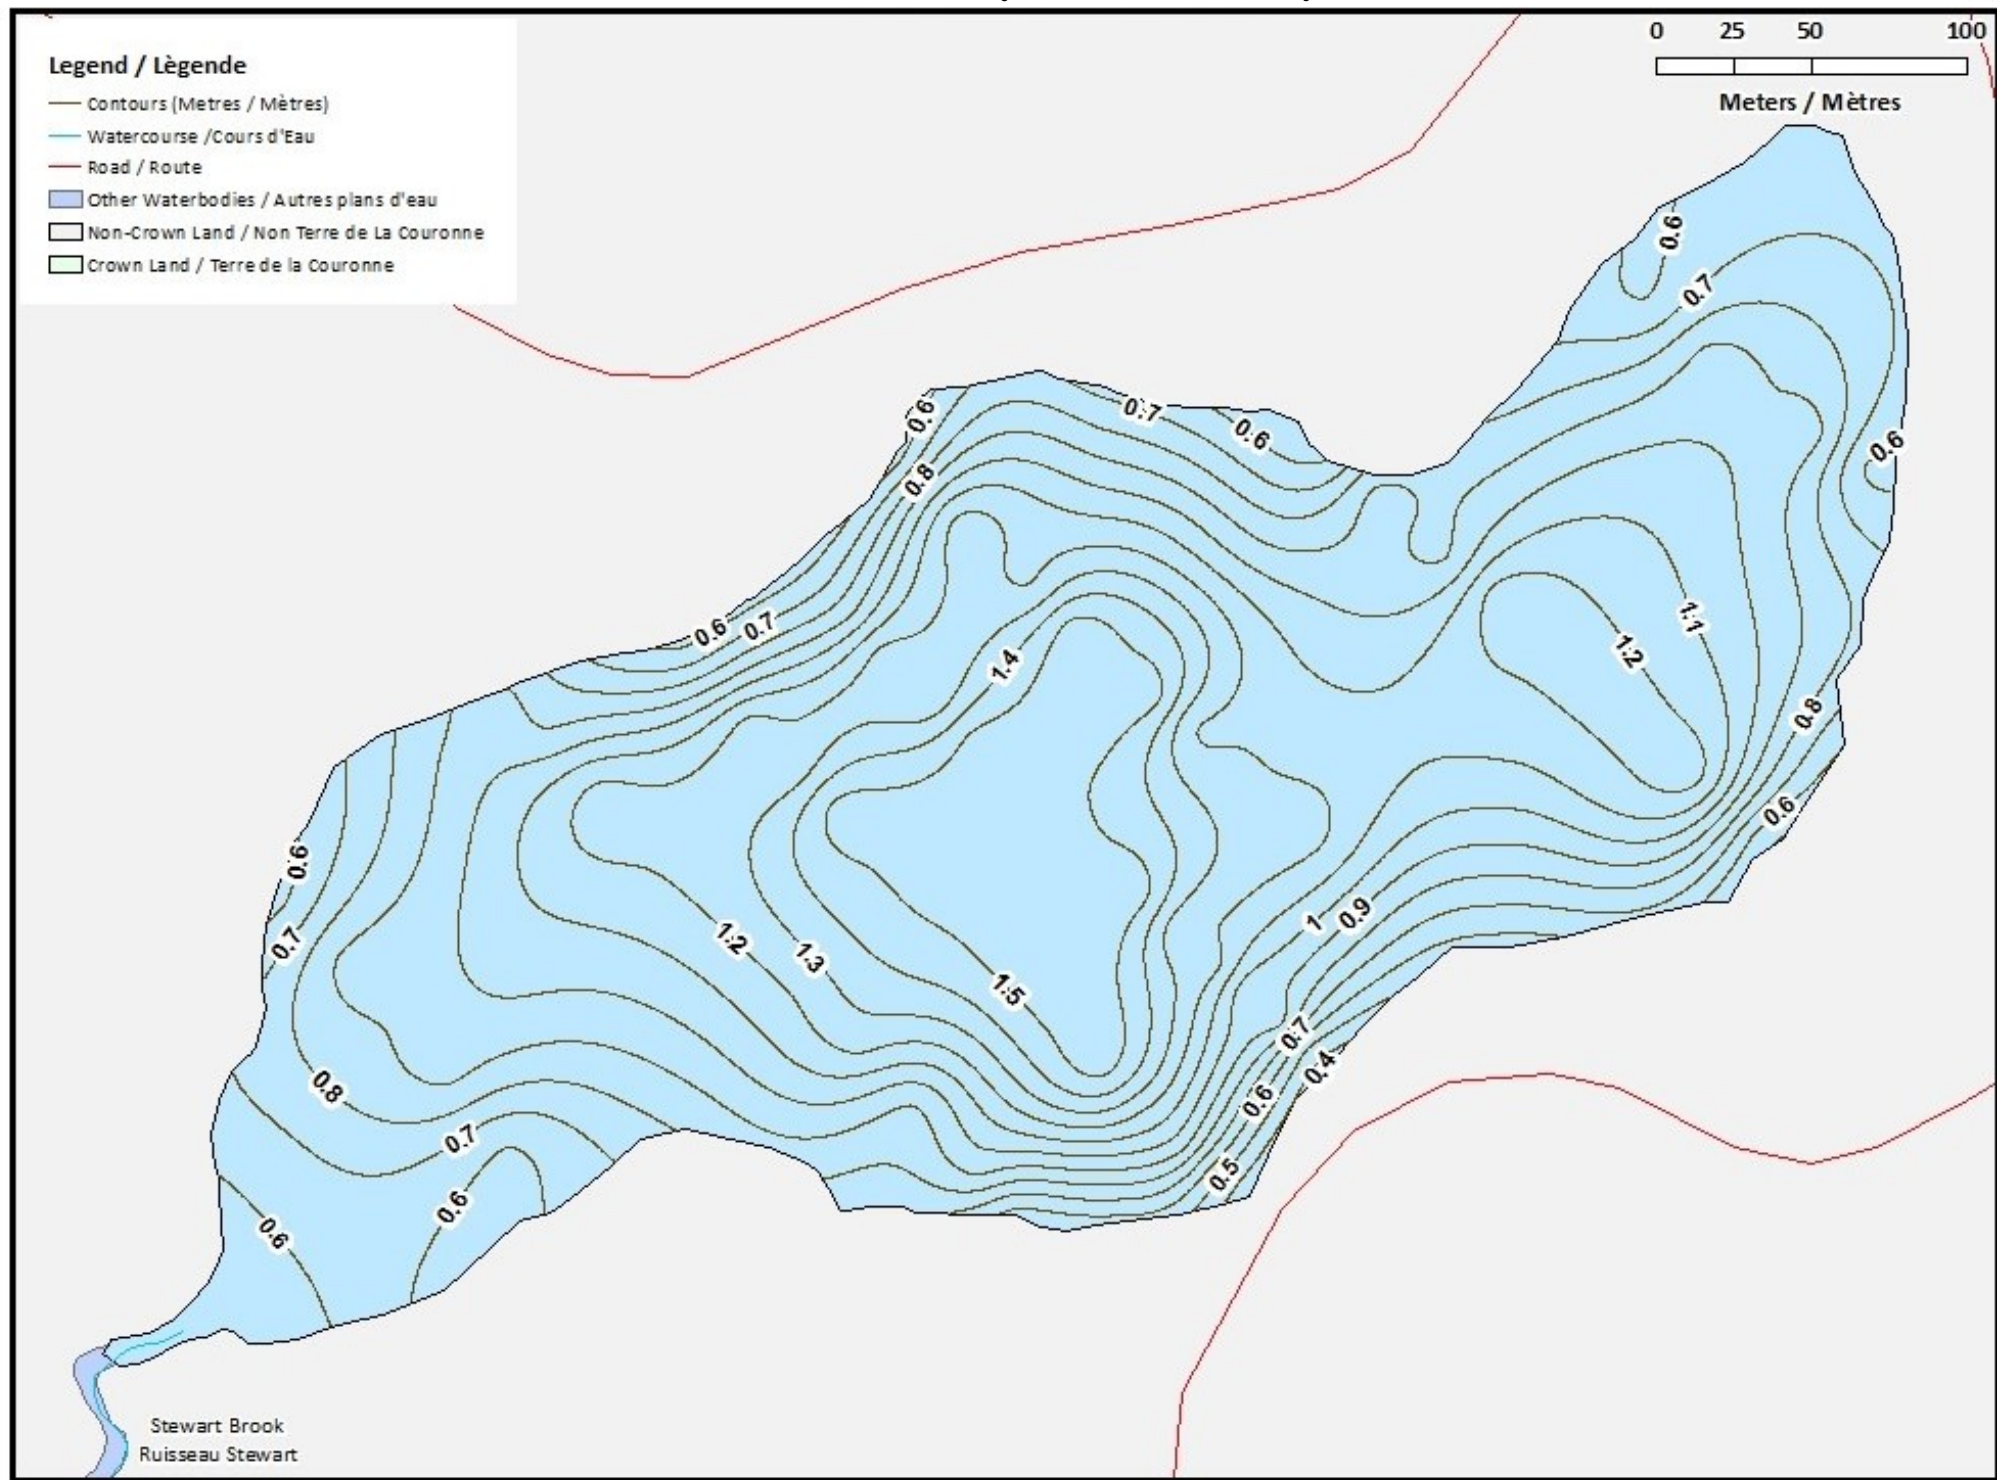 Legend / Lègende
Contours (Metres / Mètres)
Watercourse /Cours d'Eau
Road / Route
Other Waterbodies / Autres plans d'eau
Non-Crown Land / Non Terre de La Couronne
Crown Land / Terre de la Couronne
0 25 50 100
Meters / Mètres
0.6
0.7
0.6
0.7
0.6
0.6
0.8
0.6
0.7
1.1
1.2
1.4
0.8
0.6
0.6
1
0.9
0.7
1.2
1.3
1.5
0.7
0.4
0.8
0.6
0.7
0.5
0.6
0.6
Stewart Brook
Ruisseau Stewart